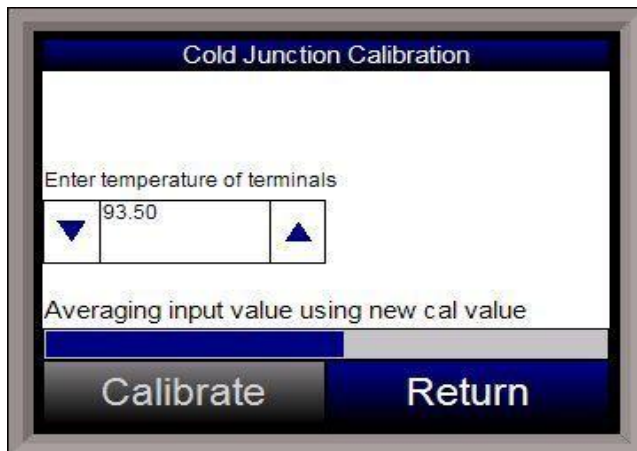 Cold Junction Calibration
Enter temperature of terminals
93.50
Averaging input value using new cal value
Calibrate
Return